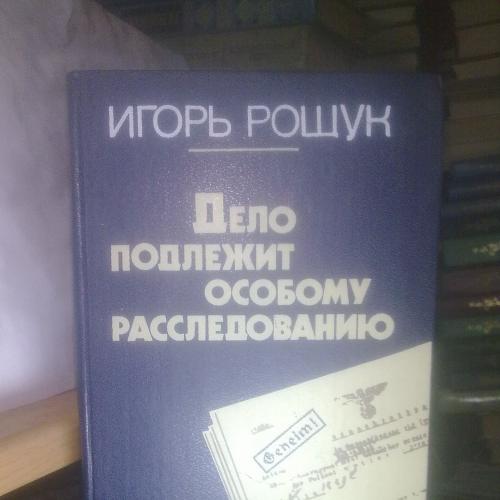 ИГОРЬ РОЩУК
ДЕЛО
ПОДЛЕЖИТ
ОСОБОМУ
РАССЛЕДОВАНИЮ
Geheim!